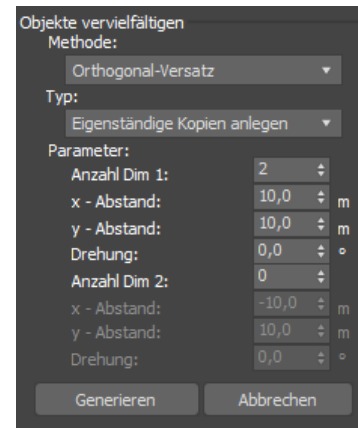 Objekte vervielfältigen
Methode:
Orthogonal-Versatz
Typ:
Eigenständige Kopien anlegen
Parameter:
Anzahl Dim 1: 2
x - Abstand: 10,0 m
y - Abstand: 10,0 m
Drehung: 0,0 °
Anzahl Dim 2: 0
x - Abstand: -10,0 m
y - Abstand: 10,0 m
Drehung: 0,0 °
Generieren Abbrechen